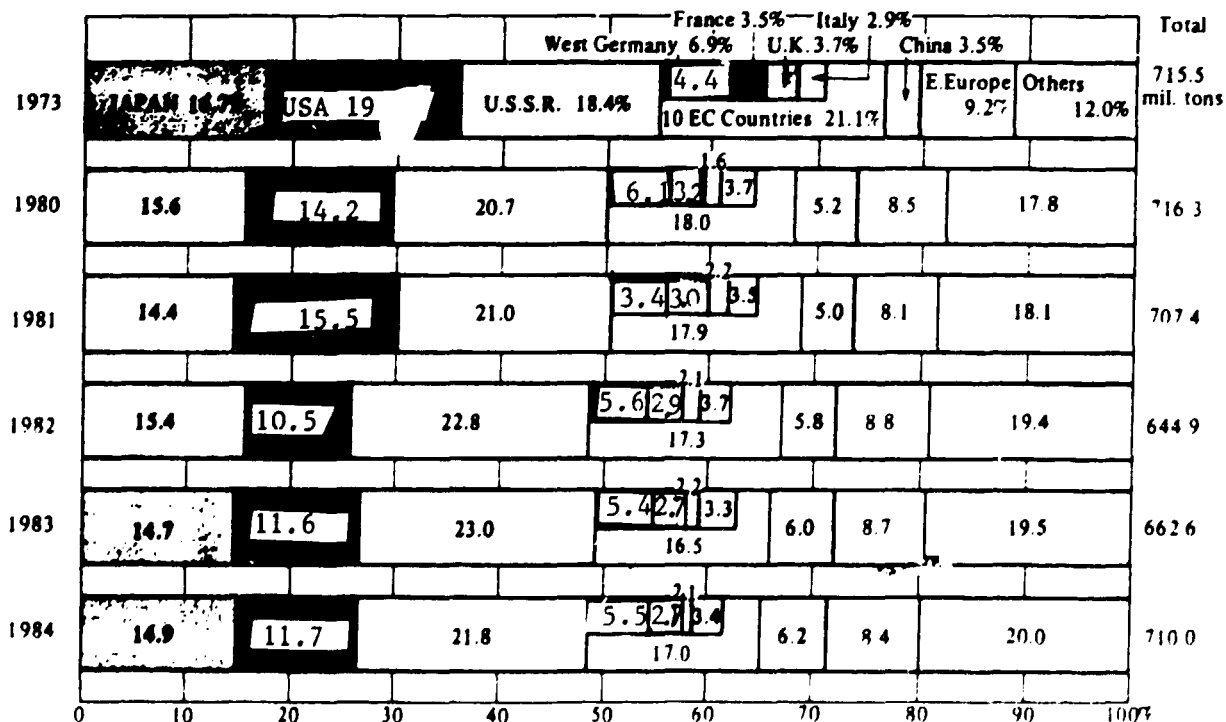 France 3.5% Italy 2.9% Total
West Germany 6.9% U.K. 3.7% China 3.5%
1973 JAPAN 16.7% USA 19 U.S.S.R. 18.4% 4.4 E.Europe Others 715.5
10 EC Countries 21.1% 9.2% 12.0% mil. tons
1.6
1980 15.6 14.2 20.7 6.1 3.2 3.7 5.2 8.5 17.8 716 3
18.0
2.2
1981 14.4 15.5 21.0 3.4 3.0 3.5 5.0 8.1 18.1 707.4
17.9
2.1
1982 15.4 10.5 22.8 5.6 2.9 3.7 5.8 8 8 19.4 644 9
17.3
2.2
1983 14.7 11.6 23.0 5.4 2.7 3.3 6.0 8.7 19.5 662 6
16.5
2.1
1984 14.9 11.7 21.8 5.5 3.4 6.2 8.4 20.0 710.0
17.0
0 10 20 30 40 50 60 70 80 90 100%